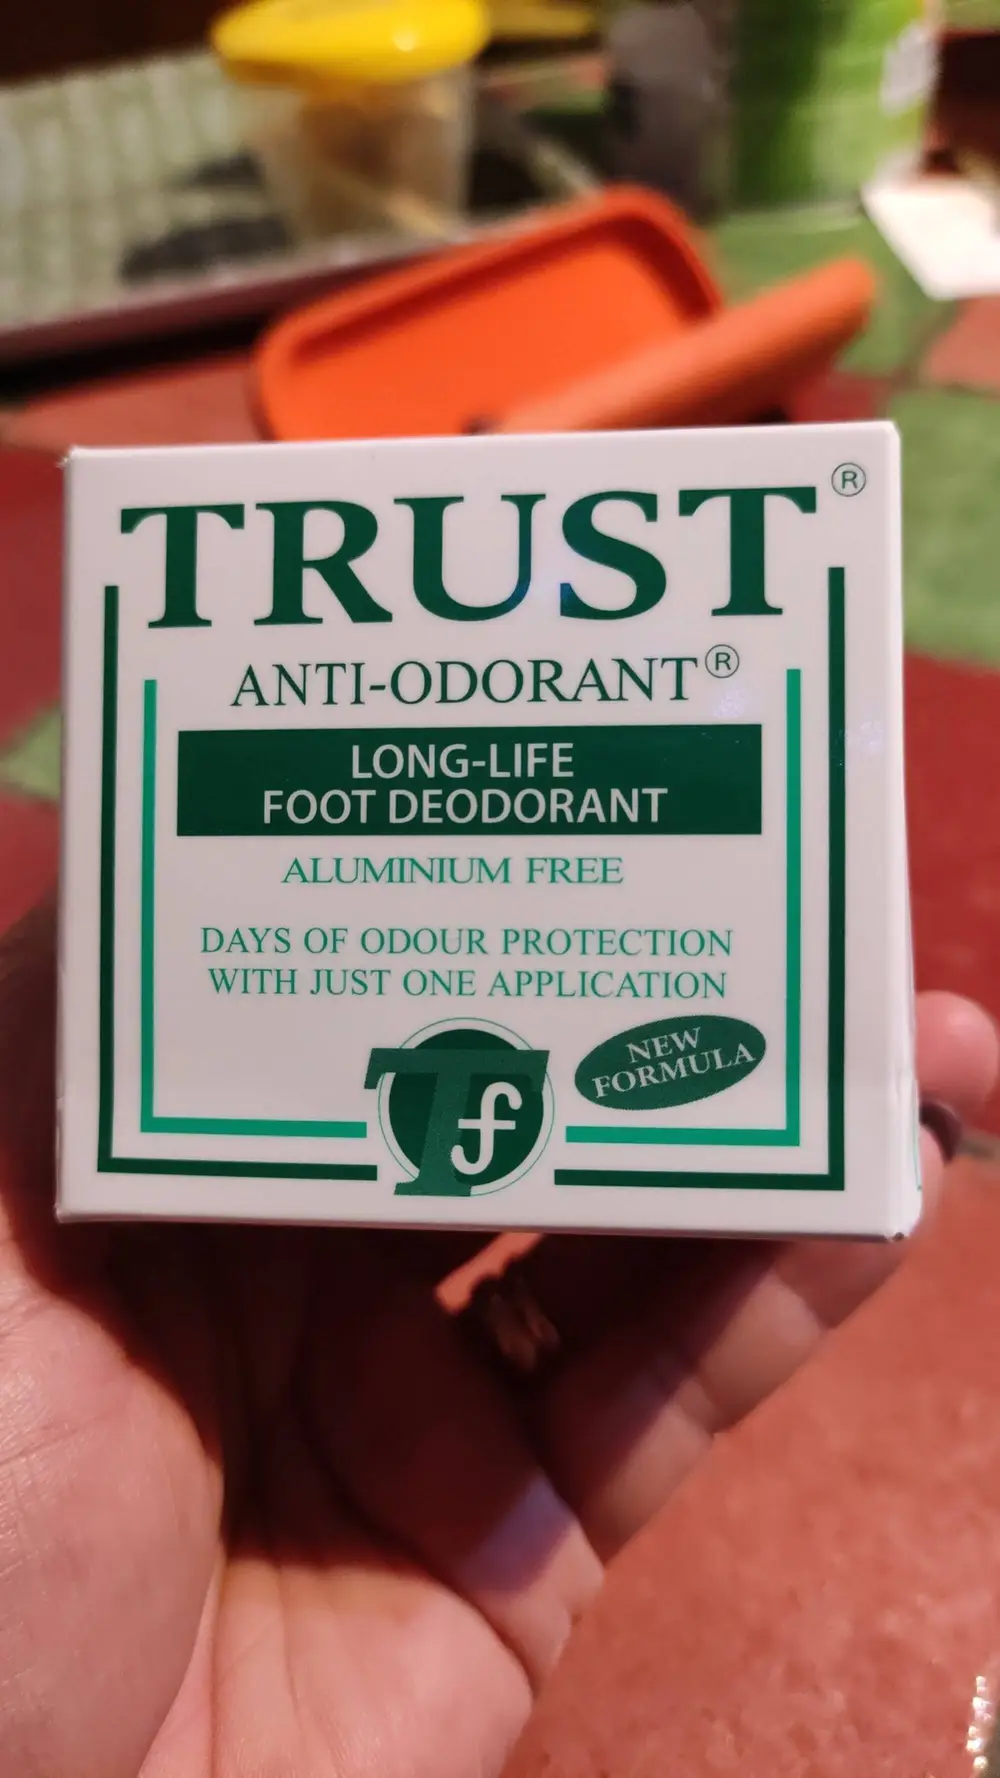 TRUST®
ANTI-ODORANT®
LONG-LIFE
FOOT DEODORANT
ALUMINIUM FREE
DAYS OF ODOUR PROTECTION
WITH JUST ONE APPLICATION
NEW
FORMULA
Tf